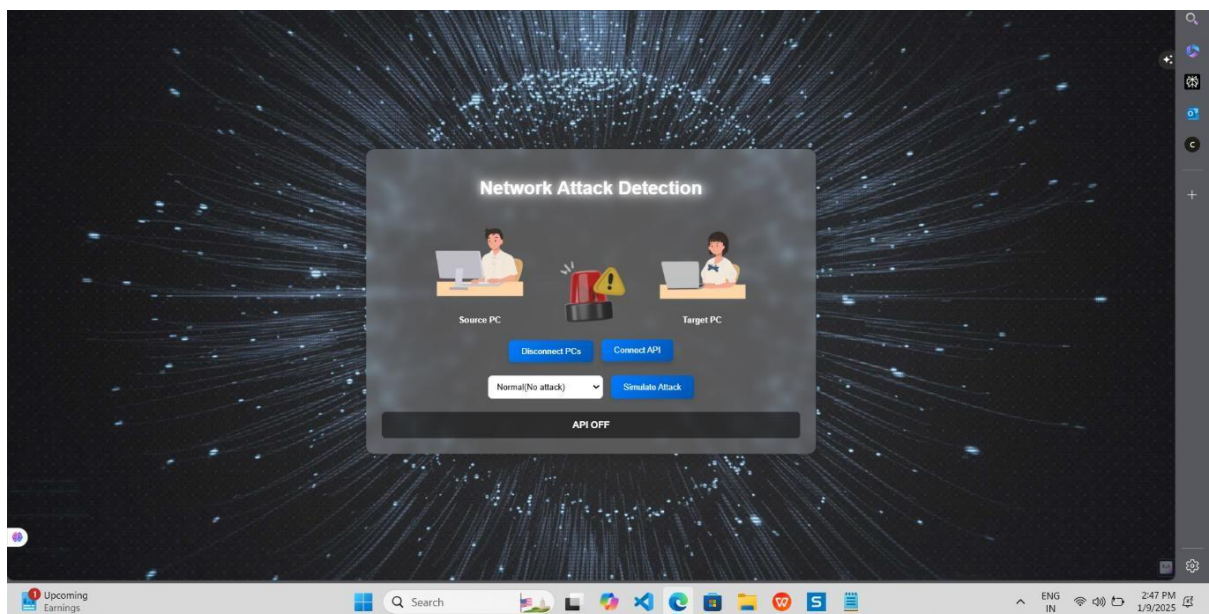 Network Attack Detection
Source PC
Target PC
Disconnect PCs
Connect API
Normal(No attack)
Simulate Attack
API OFF
1
Upcoming
Earnings
Search
ENG
IN
2:47 PM
1/9/2025